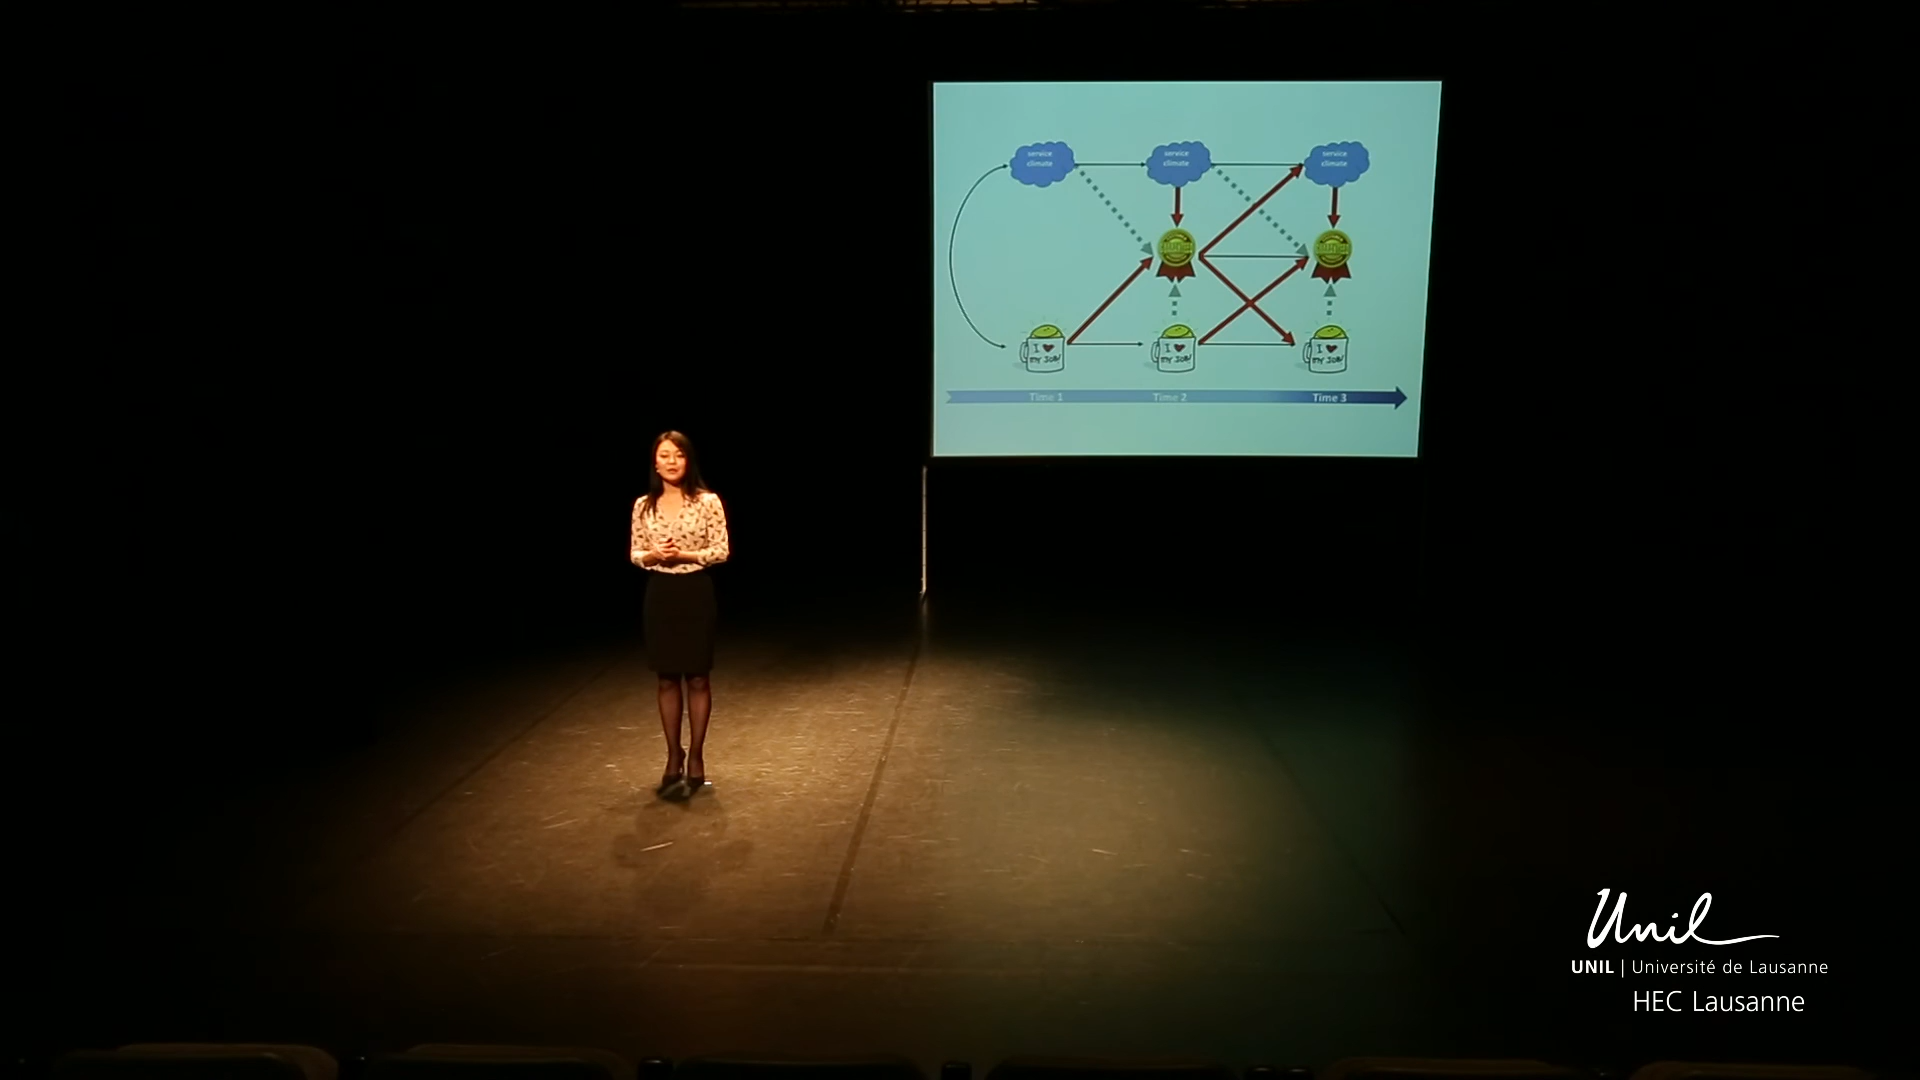 service
climate
service
climate
service
climate
I ♥
my JOB!
I ♥
my JOB!
I ♥
my JOB!
Time 1
Time 2
Time 3
Unil
UNIL | Université de Lausanne
HEC Lausanne